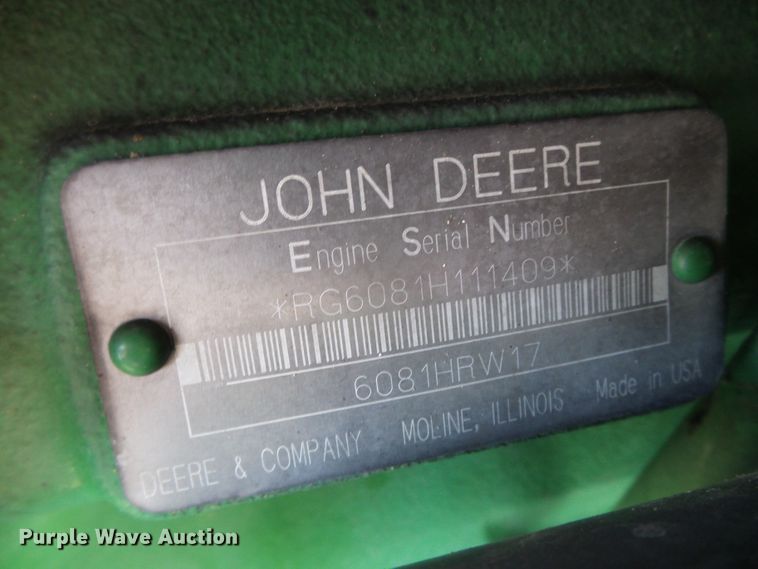 JOHN DEERE
Engine Serial Number
*RG6081H111409*
6081HRW17
DEERE & COMPANY MOLINE, ILLINOIS Made in USA
Purple Wave Auction